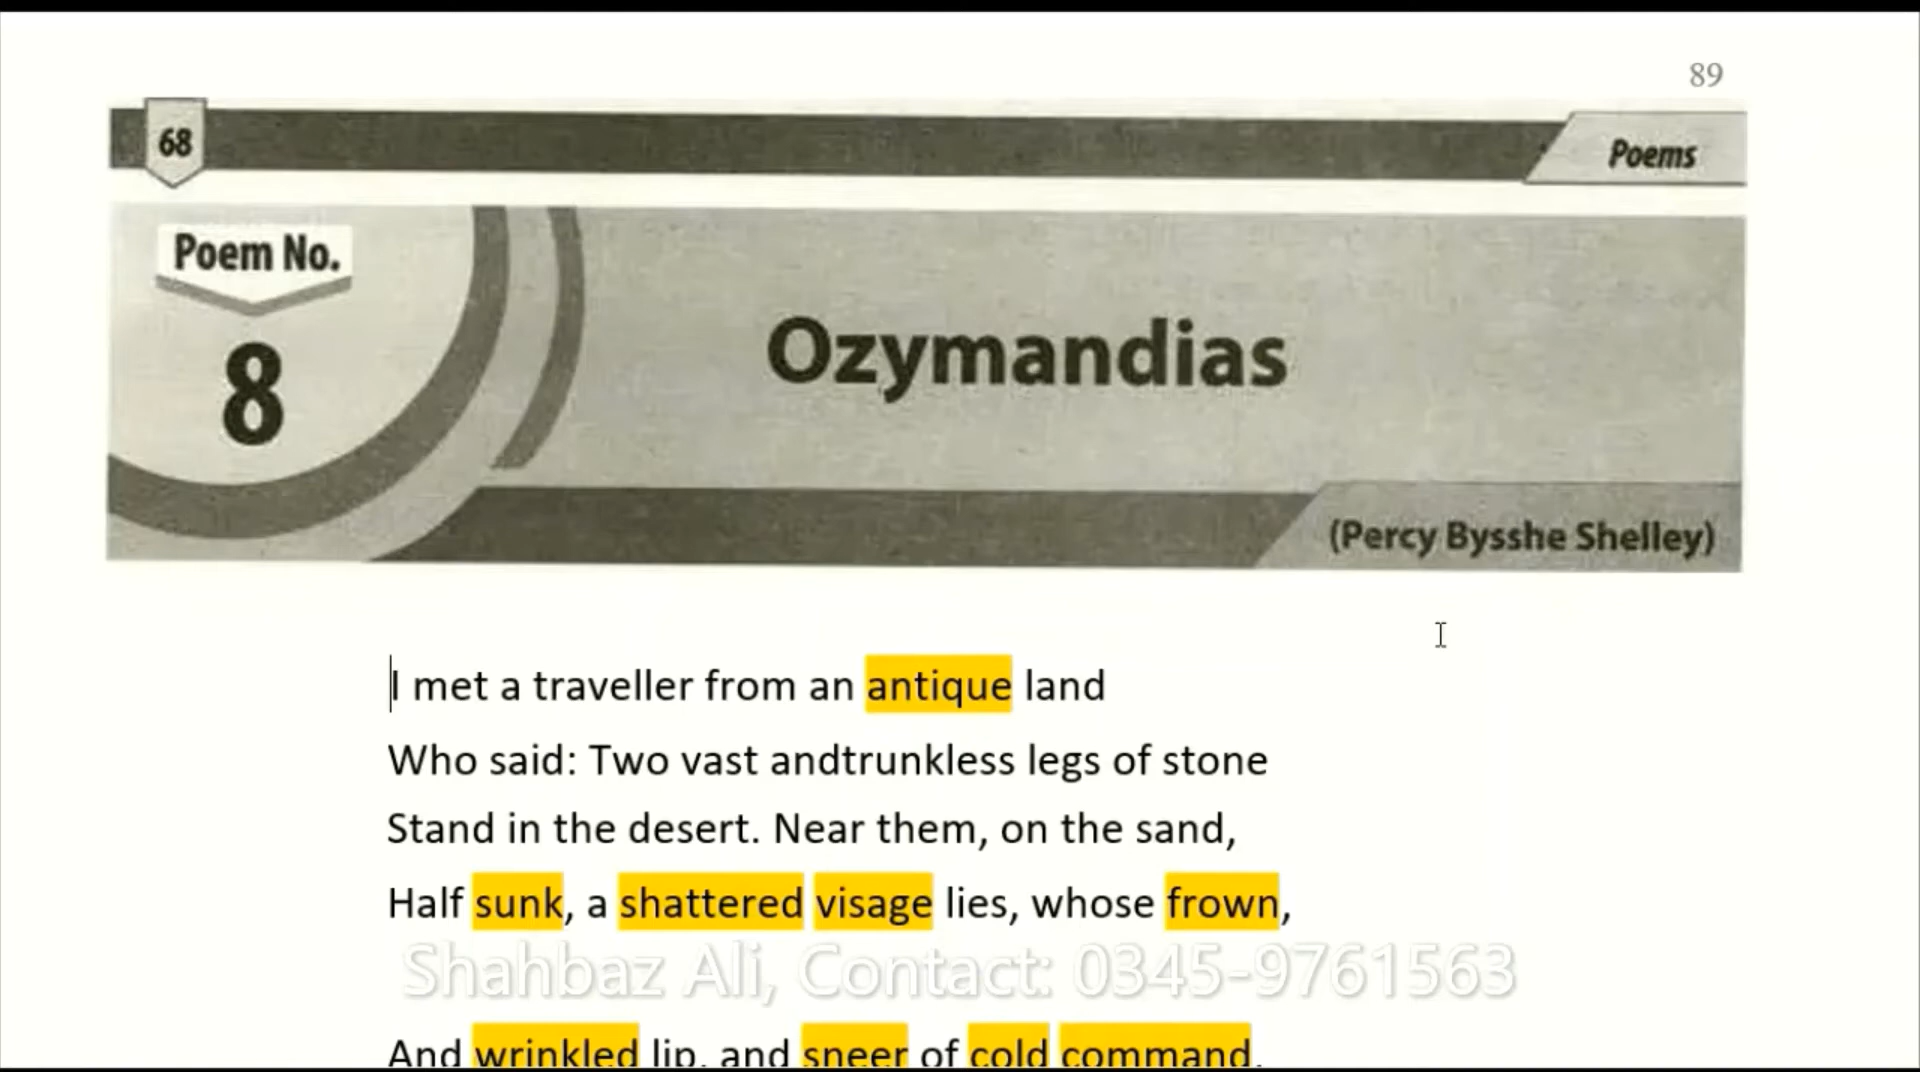 89
68
Poems
Poem No.
8
Ozymandias
(Percy Bysshe Shelley)
I met a traveller from an antique land
Who said: Two vast andtrunkless legs of stone
Stand in the desert. Near them, on the sand,
Half sunk, a shattered visage lies, whose frown,
Shahbaz Ali, Contact: 0345-9761563
And wrinkled lip, and sneer of cold command,